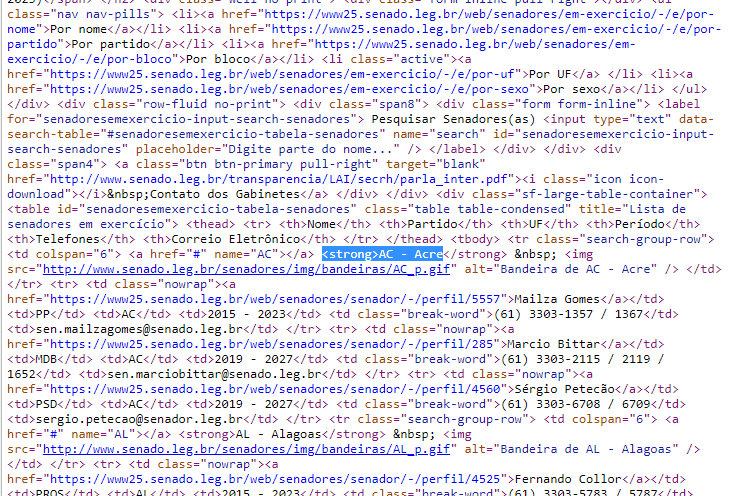 class="nav nav-pills"> <li><a href="https://www25.senado.leg.br/web/senadores/em-exercicio/-/e/por-
nome">Por nome</a></li> <li><a href="https://www25.senado.leg.br/web/senadores/em-exercicio/-/e/por-
partido">Por partido</a></li> <li><a href="https://www25.senado.leg.br/web/senadores/em-
exercicio/-/e/por-bloco">Por bloco</a></li> <li class="active"><a
href="https://www25.senado.leg.br/web/senadores/em-exercicio/-/e/por-uf">Por UF</a> </li> <li><a
href="https://www25.senado.leg.br/web/senadores/em-exercicio/-/e/por-sexo">Por sexo</a></li> </ul>
</div> <div class="row-fluid no-print"> <div class="span8"> <div class="form form-inline"> <label
for="senadoresemexercicio-input-search-senadores"> Pesquisar Senadores(as) <input type="text" data-
search-table="#senadoresemexercicio-tabela-senadores" name="search" id="senadoresemexercicio-input-
search-senadores" placeholder="Digite parte do nome..." /> </label> </div> </div> <div
class="span4"> <a class="btn btn-primary pull-right" target="blank"
href="http://www.senado.leg.br/transparencia/LAI/secrh/parla_inter.pdf"><i class="icon icon-
download"></i>&nbsp;Contato dos Gabinetes</a> </div> </div> <div class="sf-large-table-container">
<table id="senadoresemexercicio-tabela-senadores" class="table table-condensed" title="Lista de
senadores em exercício"> <thead> <tr> <th>Nome</th> <th>Partido</th> <th>UF</th> <th>Período</th>
<th>Telefones</th> <th>Correio Eletrônico</th> </tr> </thead> <tbody> <tr class="search-group-row">
<td colspan="6"> <a href="#" name="AC"></a> <strong>AC - Acre</strong> &nbsp; <img
src="http://www.senado.leg.br/senadores/img/bandeiras/AC_p.gif" alt="Bandeira de AC - Acre" /> </td>
</tr> <tr> <td class="nowrap"><a
href="https://www25.senado.leg.br/web/senadores/senador/-/perfil/5557">Mailza Gomes</a></td>
<td>PP</td> <td>AC</td> <td>2015 - 2023</td> <td class="break-word">(61) 3303-1357 / 1367</td>
<td>sen.mailzagomes@senado.leg.br</td> </tr> <tr> <td class="nowrap"><a
href="https://www25.senado.leg.br/web/senadores/senador/-/perfil/285">Marcio Bittar</a></td>
<td>MDB</td> <td>AC</td> <td>2019 - 2027</td> <td class="break-word">(61) 3303-2115 / 2119 /
1652</td> <td>sen.marciobittar@senado.leg.br</td> </tr> <tr> <td class="nowrap"><a
href="https://www25.senado.leg.br/web/senadores/senador/-/perfil/4560">Sérgio Petecão</a></td>
<td>PSD</td> <td>AC</td> <td>2019 - 2027</td> <td class="break-word">(61) 3303-6708 / 6709</td>
<td>sergio.petecao@senador.leg.br</td> </tr> <tr class="search-group-row"> <td colspan="6"> <a
href="#" name="AL"></a> <strong>AL - Alagoas</strong> &nbsp; <img
src="http://www.senado.leg.br/senadores/img/bandeiras/AL_p.gif" alt="Bandeira de AL - Alagoas" />
</td> </tr> <tr> <td class="nowrap"><a
href="https://www25.senado.leg.br/web/senadores/senador/-/perfil/4525">Fernando Collor</a></td>
<td>PROS</td> <td>AL</td> <td>2015 - 2023</td> <td class="break-word">(61) 3303-5783 / 5787</td>